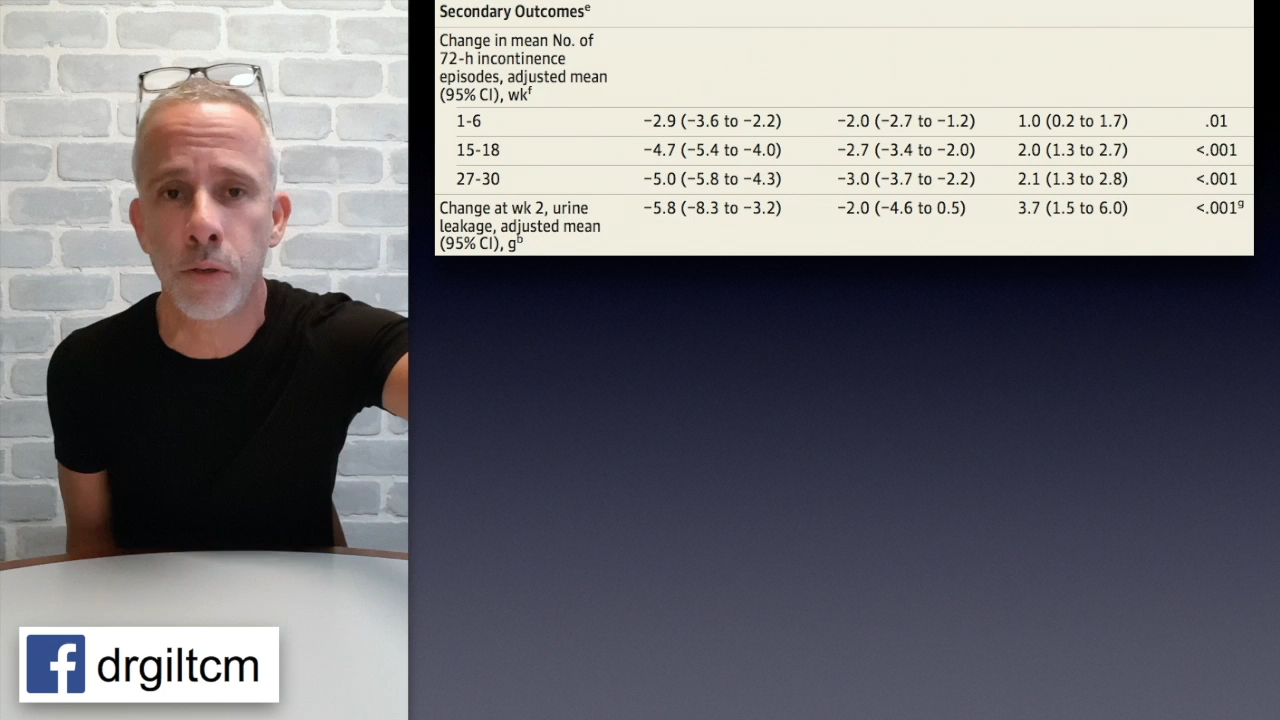 Secondary Outcomesᵉ
Change in mean No. of
72-h incontinence
episodes, adjusted mean
(95% CI), wkᶠ
1-6 −2.9 (−3.6 to −2.2) −2.0 (−2.7 to −1.2) 1.0 (0.2 to 1.7) .01
15-18 −4.7 (−5.4 to −4.0) −2.7 (−3.4 to −2.0) 2.0 (1.3 to 2.7) <.001
27-30 −5.0 (−5.8 to −4.3) −3.0 (−3.7 to −2.2) 2.1 (1.3 to 2.8) <.001
Change at wk 2, urine −5.8 (−8.3 to −3.2) −2.0 (−4.6 to 0.5) 3.7 (1.5 to 6.0) <.001ᵍ
leakage, adjusted mean
(95% CI), gᵇ
f drgiltcm